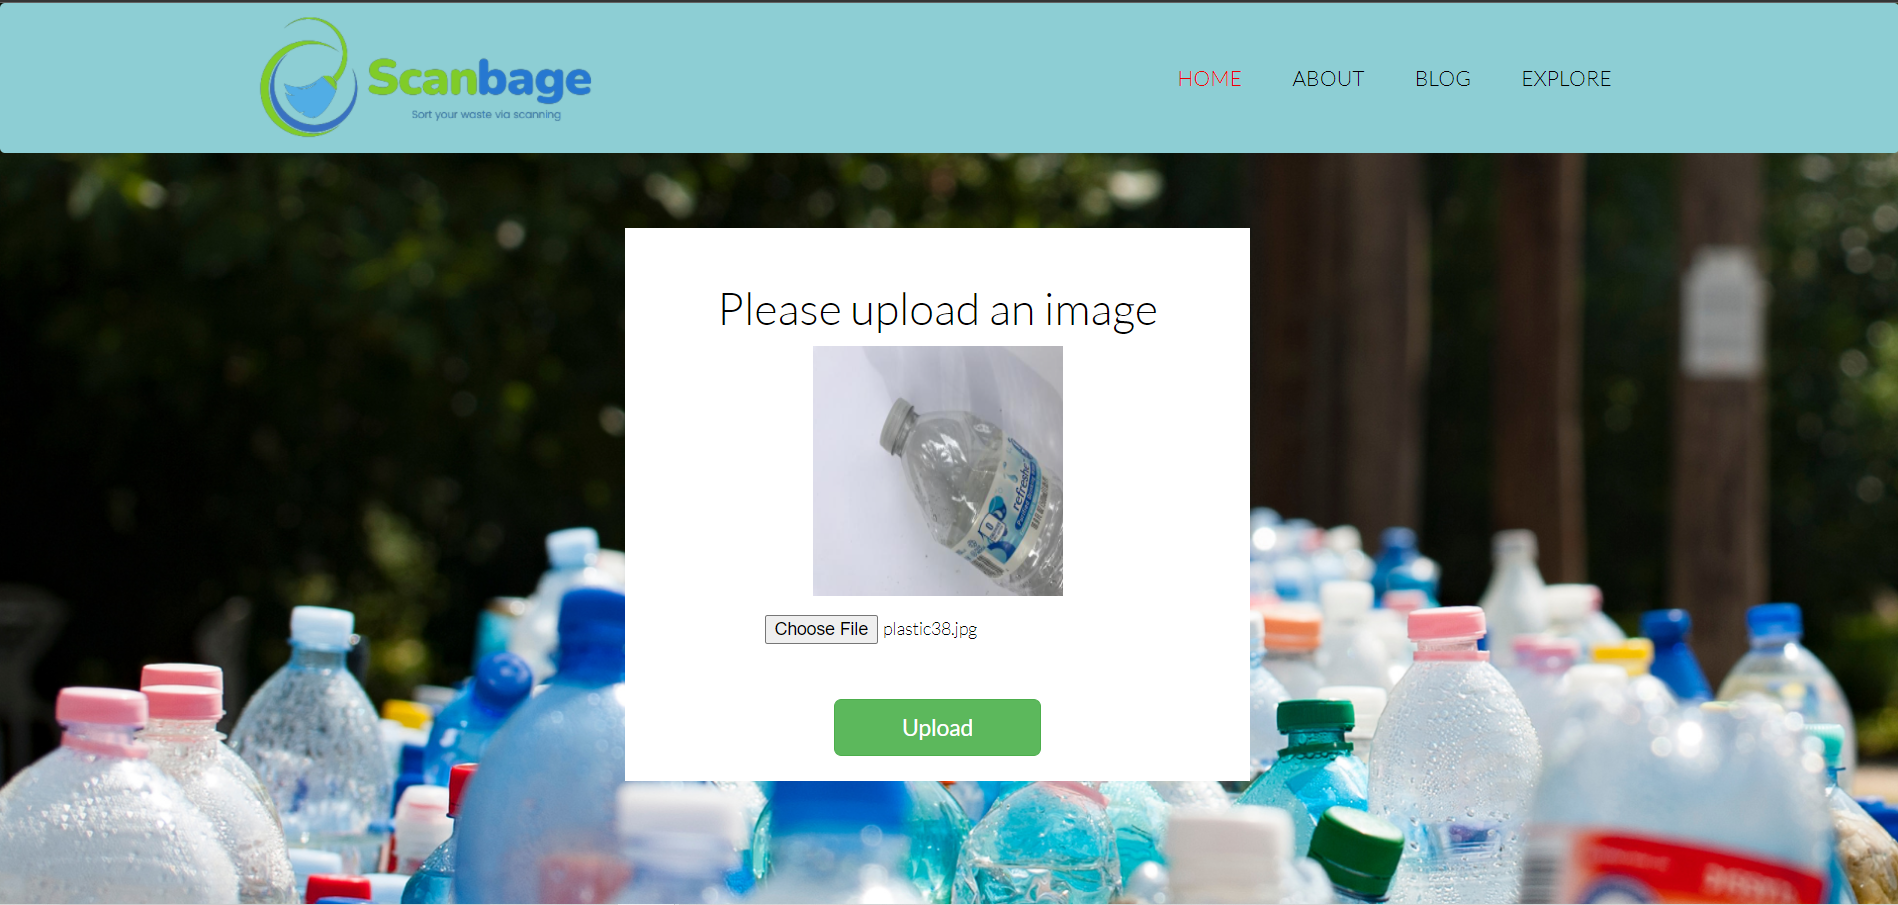 Scanbage
Sort your waste via scanning
HOME ABOUT BLOG EXPLORE
Please upload an image
refreshe
Choose File plastic38.jpg
Upload